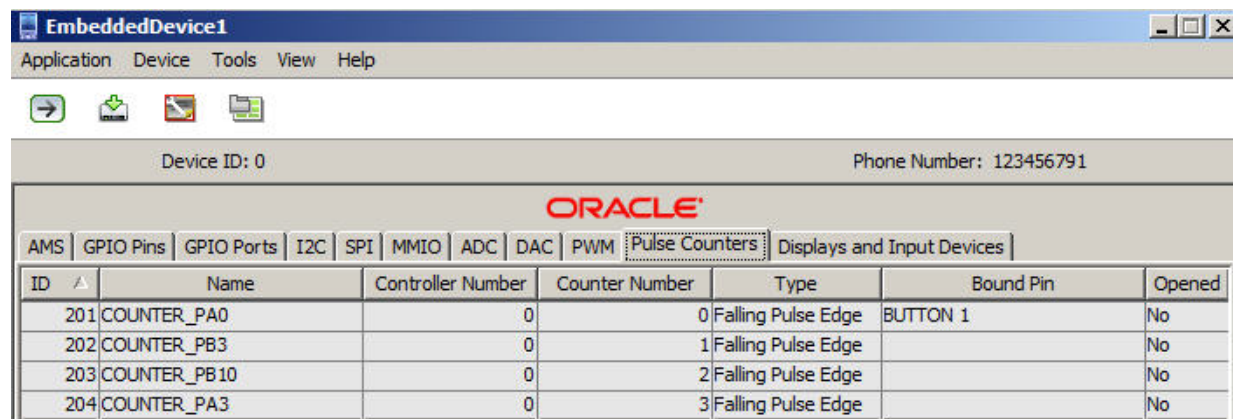 EmbeddedDevice1
Application Device Tools View Help
Device ID: 0 Phone Number: 123456791
ORACLE
AMS GPIO Pins GPIO Ports I2C SPI MMIO ADC DAC PWM Pulse Counters Displays and Input Devices
ID Name Controller Number Counter Number Type Bound Pin Opened
201 COUNTER_PA0 0 0 Falling Pulse Edge BUTTON 1 No
202 COUNTER_PB3 0 1 Falling Pulse Edge No
203 COUNTER_PB10 0 2 Falling Pulse Edge No
204 COUNTER_PA3 0 3 Falling Pulse Edge No